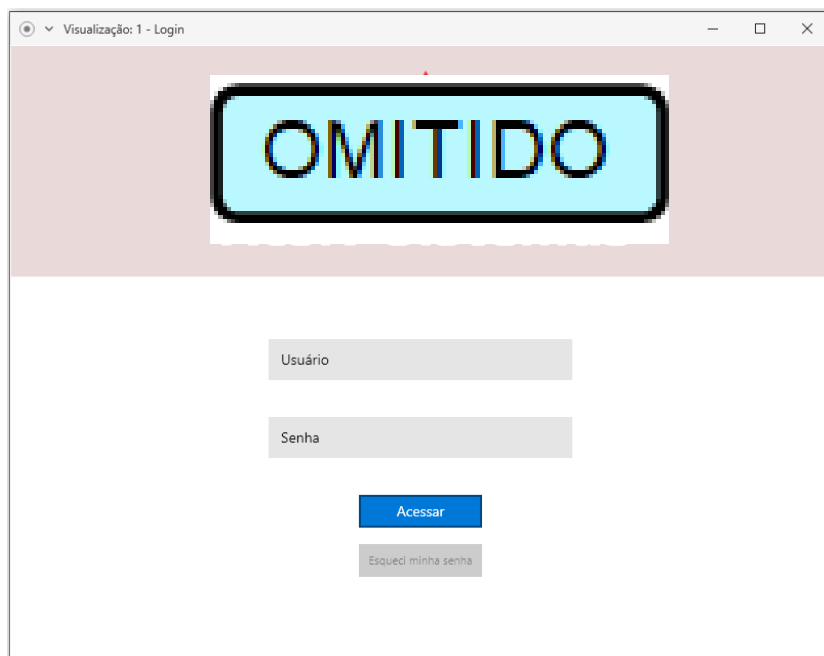 Visualização: 1 - Login
OMITIDO
Usuário
Senha
Acessar
Esqueci minha senha